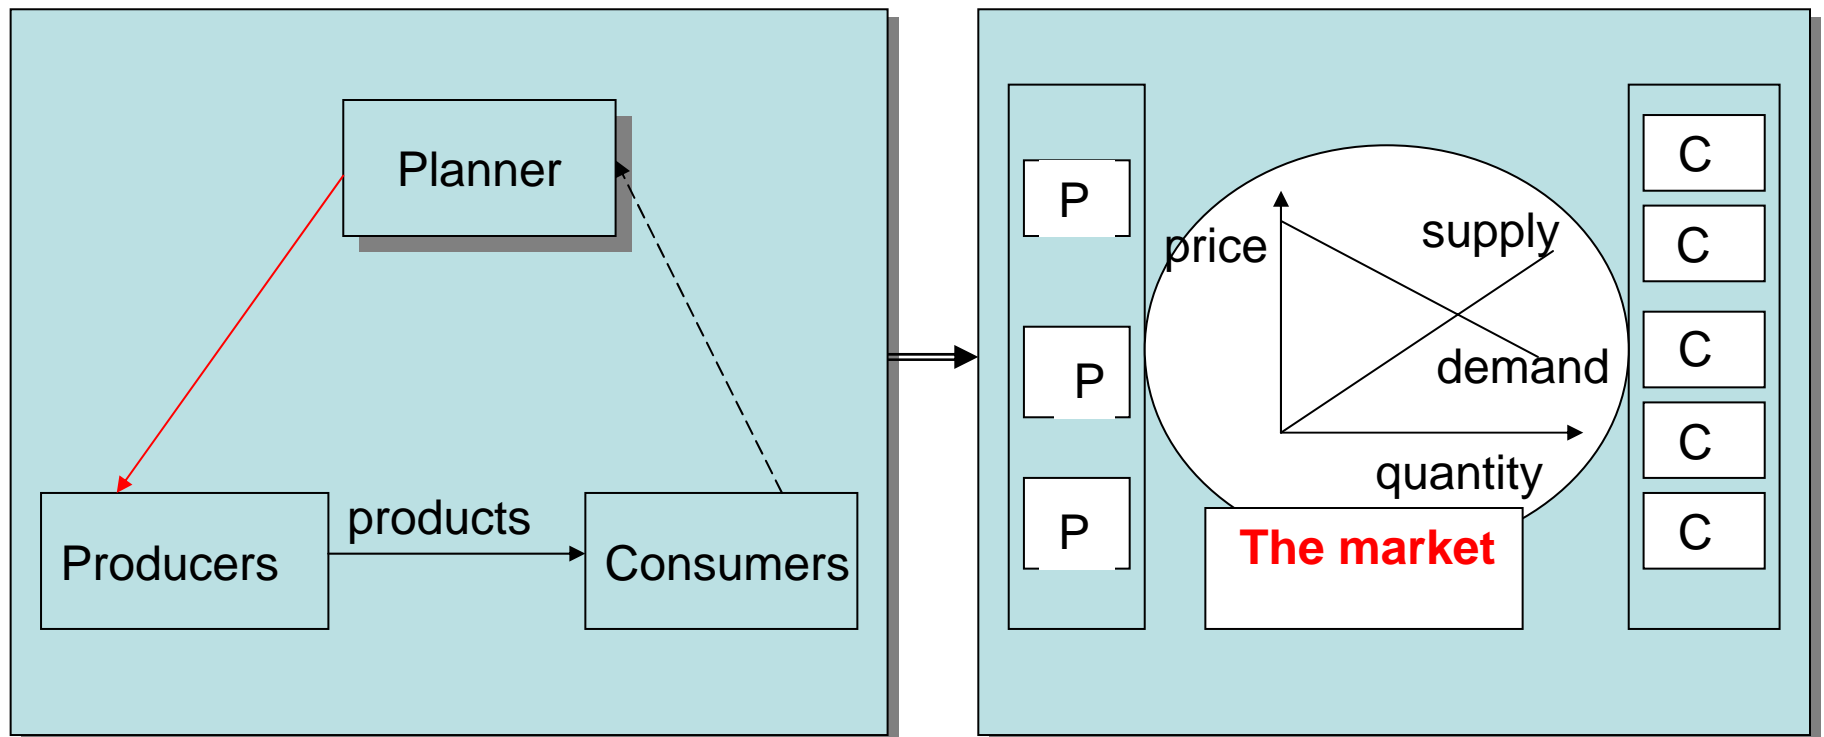 Planner
products
Producers
Consumers
P
P
P
price
supply
demand
quantity
The market
C
C
C
C
C